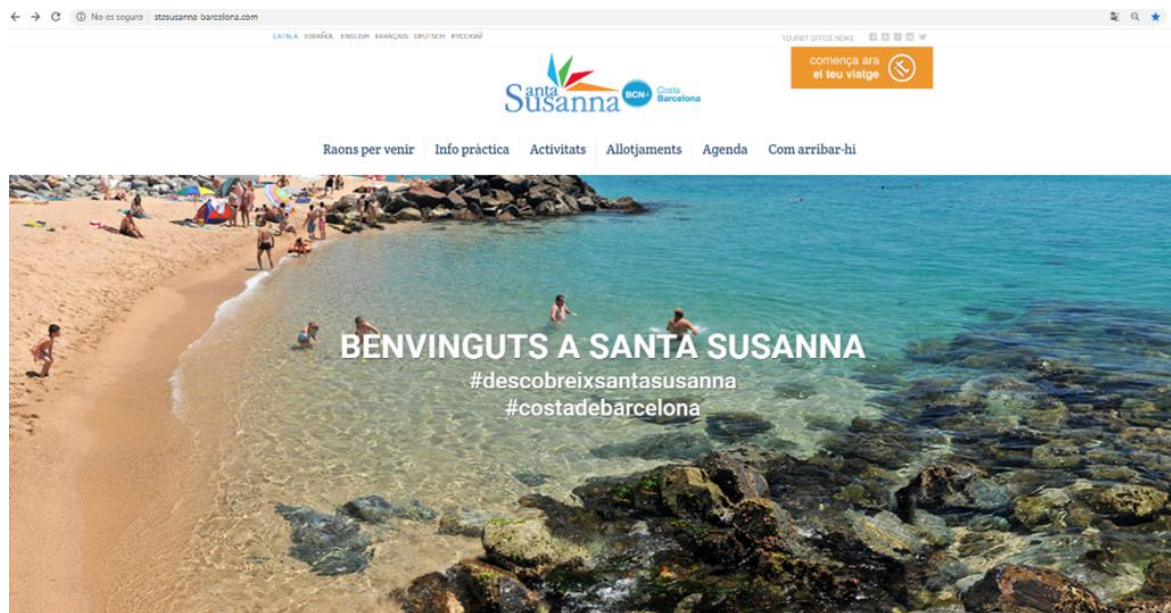 No es seguro | stasusanna-barcelona.com
CATALÀ ESPAÑOL ENGLISH FRANÇAIS DEUTSCH РУССКИЙ
TOURIST OFFICE NEWS
comença ara
el teu viatge
Santa
Susanna
BCN+
Costa
Barcelona
Raons per venir Info pràctica Activitats Allotjaments Agenda Com arribar-hi
BENVINGUTS A SANTA SUSANNA
#descobreixsantasusanna
#costadebarcelona